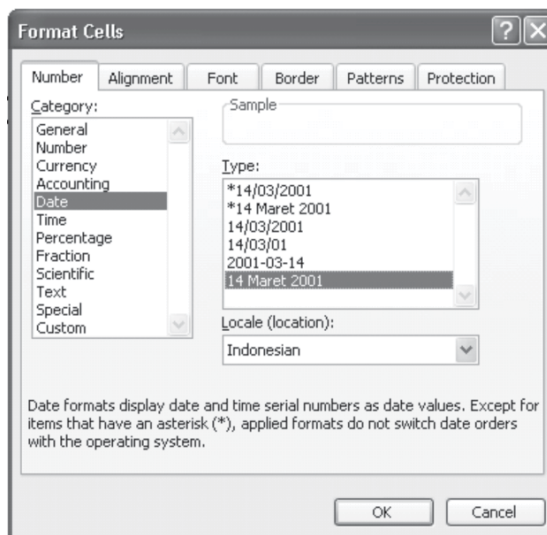 Format Cells
Number Alignment Font Border Patterns Protection
Category:
General
Number
Currency
Accounting
Date
Time
Percentage
Fraction
Scientific
Text
Special
Custom
Sample
Type:
*14/03/2001
*14 Maret 2001
14/03/2001
14/03/01
2001-03-14
14 Maret 2001
Locale (location):
Indonesian
Date formats display date and time serial numbers as date values. Except for
items that have an asterisk (*), applied formats do not switch date orders
with the operating system.
OK Cancel